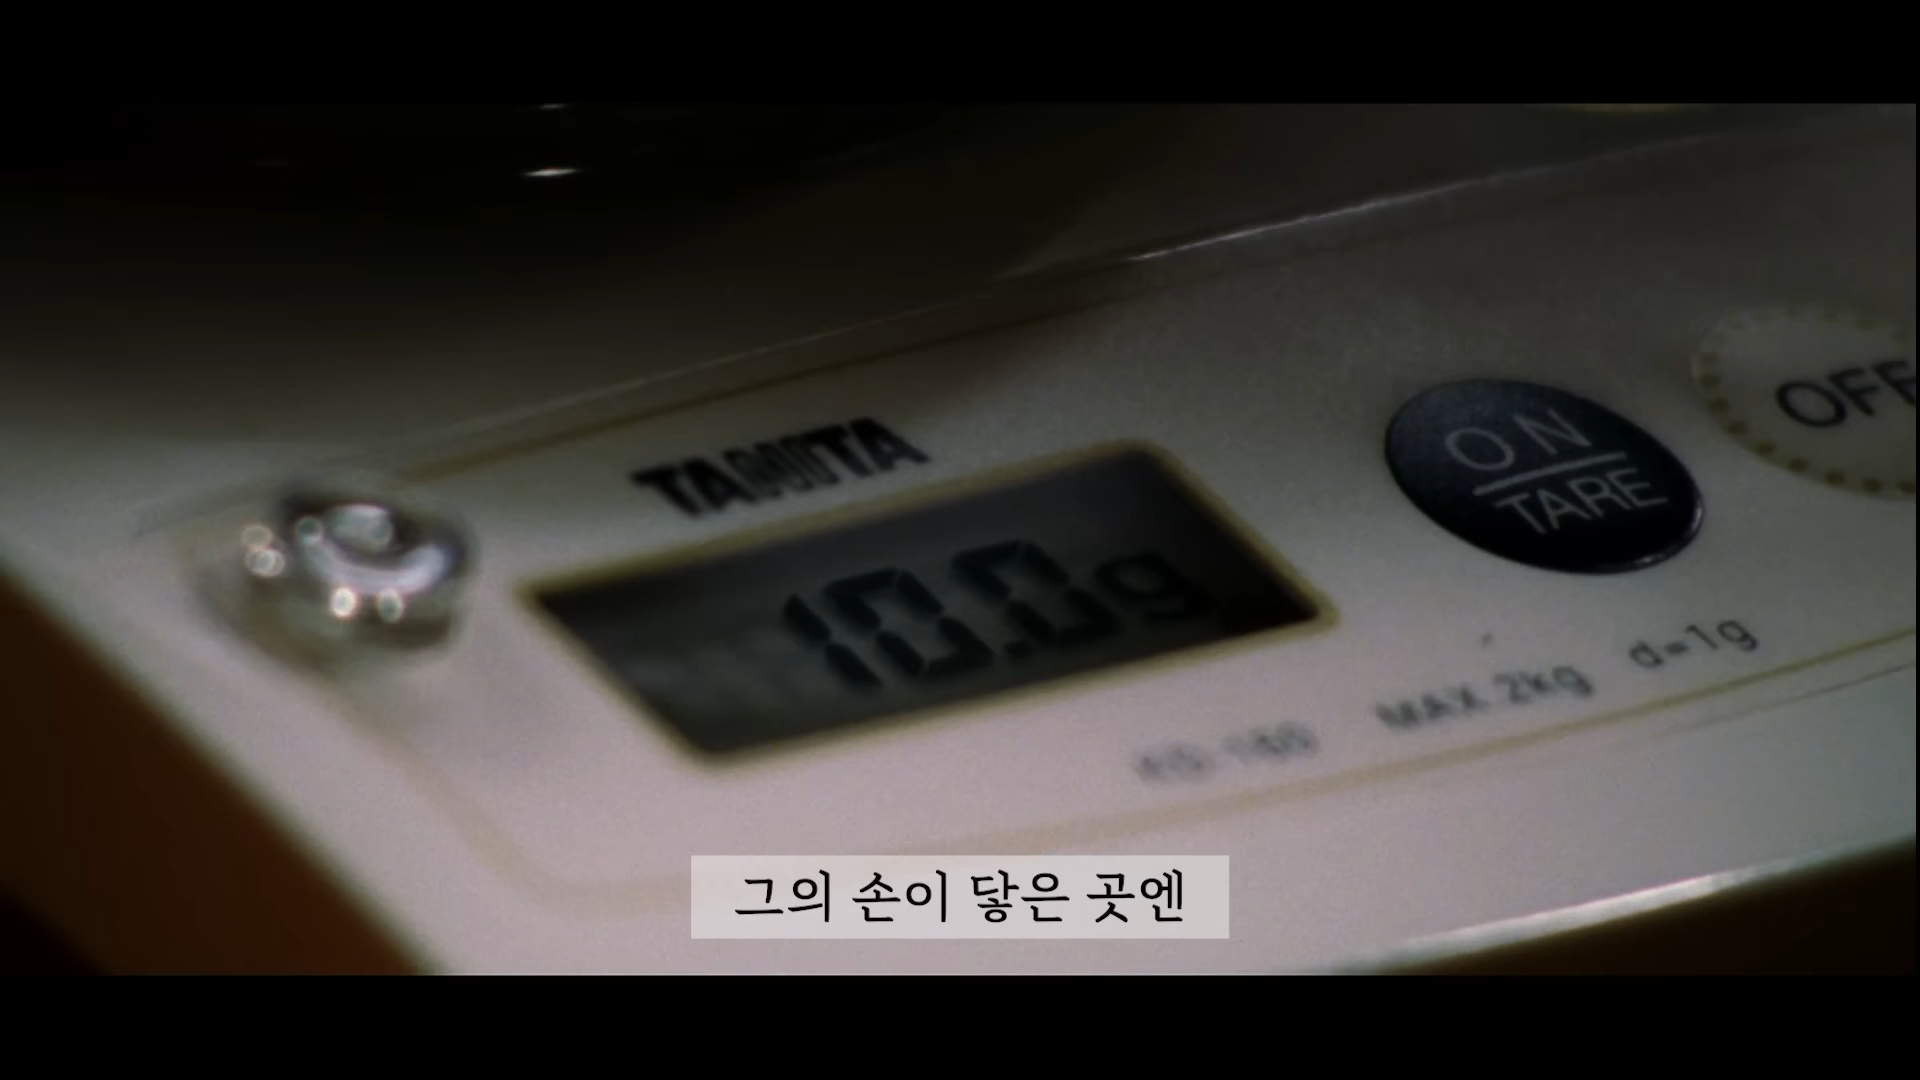 TANITA
ON
TARE
OFF
10.0g
MAX.2kg d=1g
그의 손이 닿은 곳엔